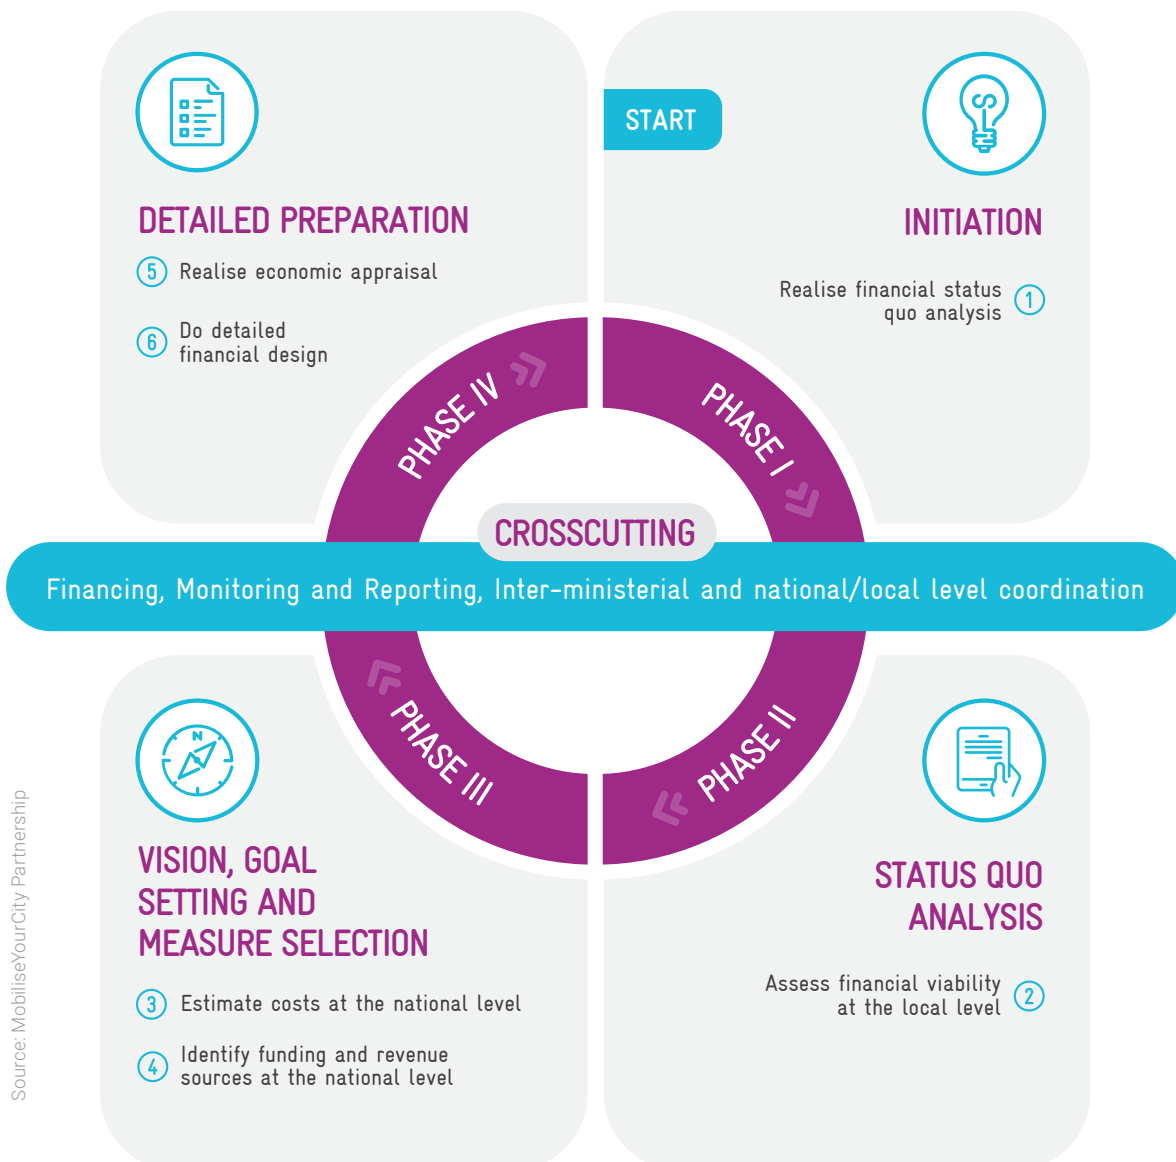 START
INITIATION
Realise financial status
quo analysis
1
DETAILED PREPARATION
5 Realise economic appraisal
6 Do detailed
financial design
PHASE IV
PHASE I
CROSSCUTTING
Financing, Monitoring and Reporting, Inter-ministerial and national/local level coordination
PHASE II
PHASE III
STATUS QUO
ANALYSIS
Assess financial viability
at the local level
2
N
VISION, GOAL
SETTING AND
MEASURE SELECTION
3 Estimate costs at the national level
4 Identify funding and revenue
sources at the national level
Source: MobiliseYourCity Partnership